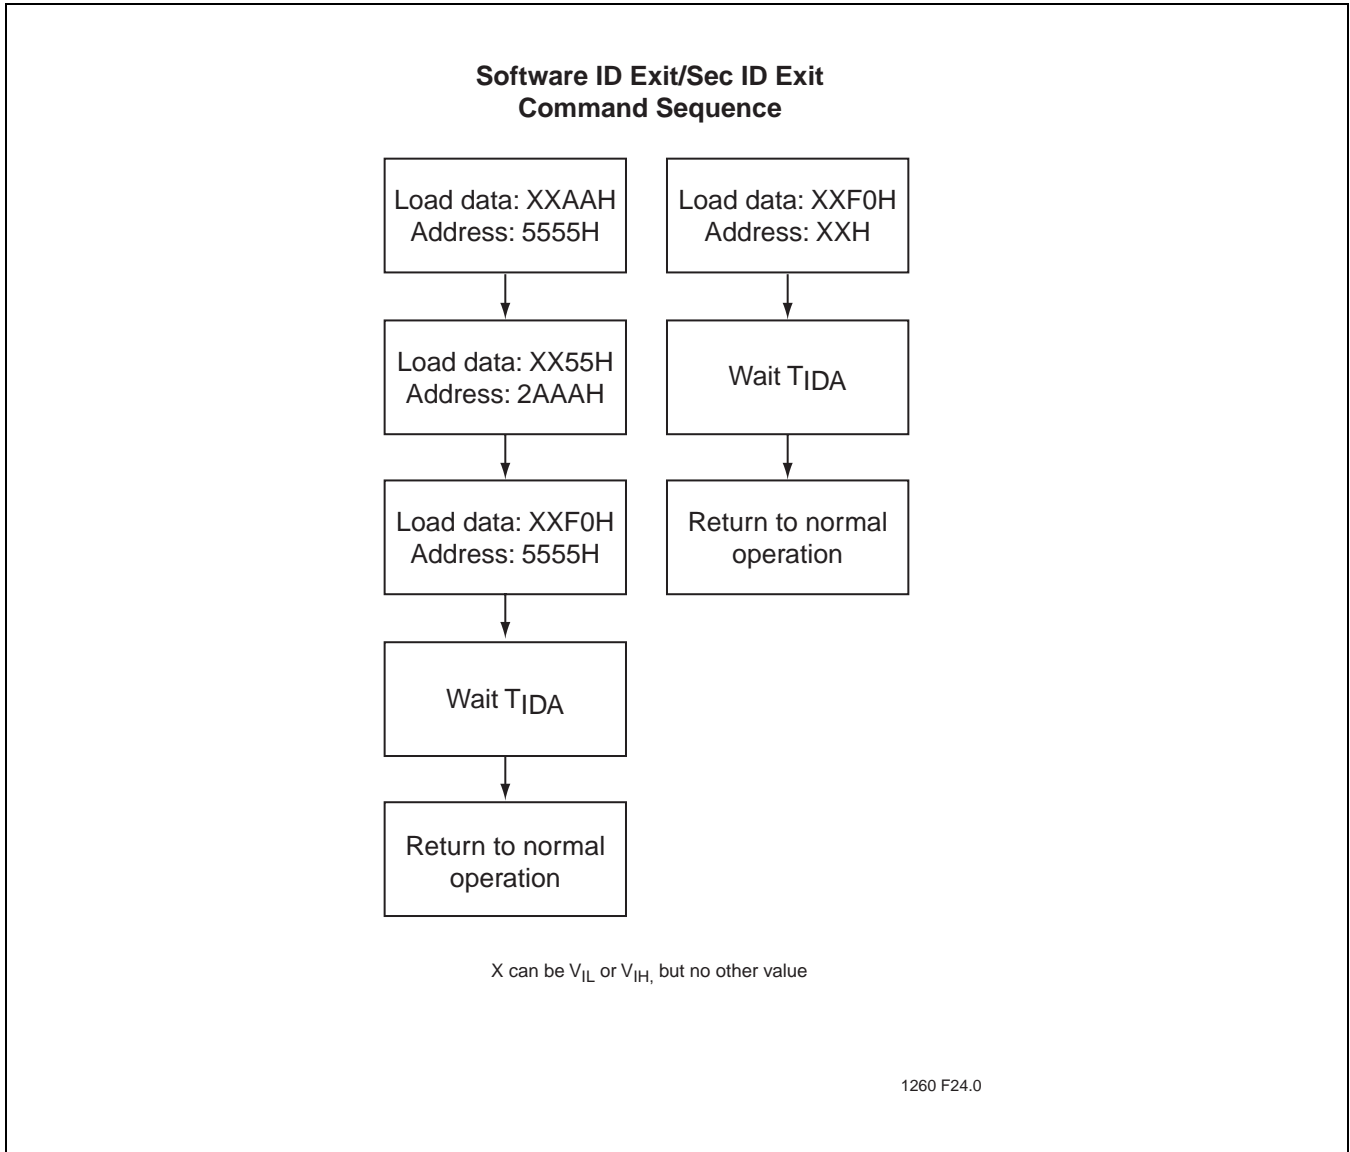 Software ID Exit/Sec ID Exit
Command Sequence
Load data: XXAAH
Address: 5555H
Load data: XX55H
Address: 2AAAH
Load data: XXF0H
Address: 5555H
Wait TIDA
Return to normal
operation
Load data: XXF0H
Address: XXH
Wait TIDA
Return to normal
operation
X can be VIL or VIH, but no other value
1260 F24.0